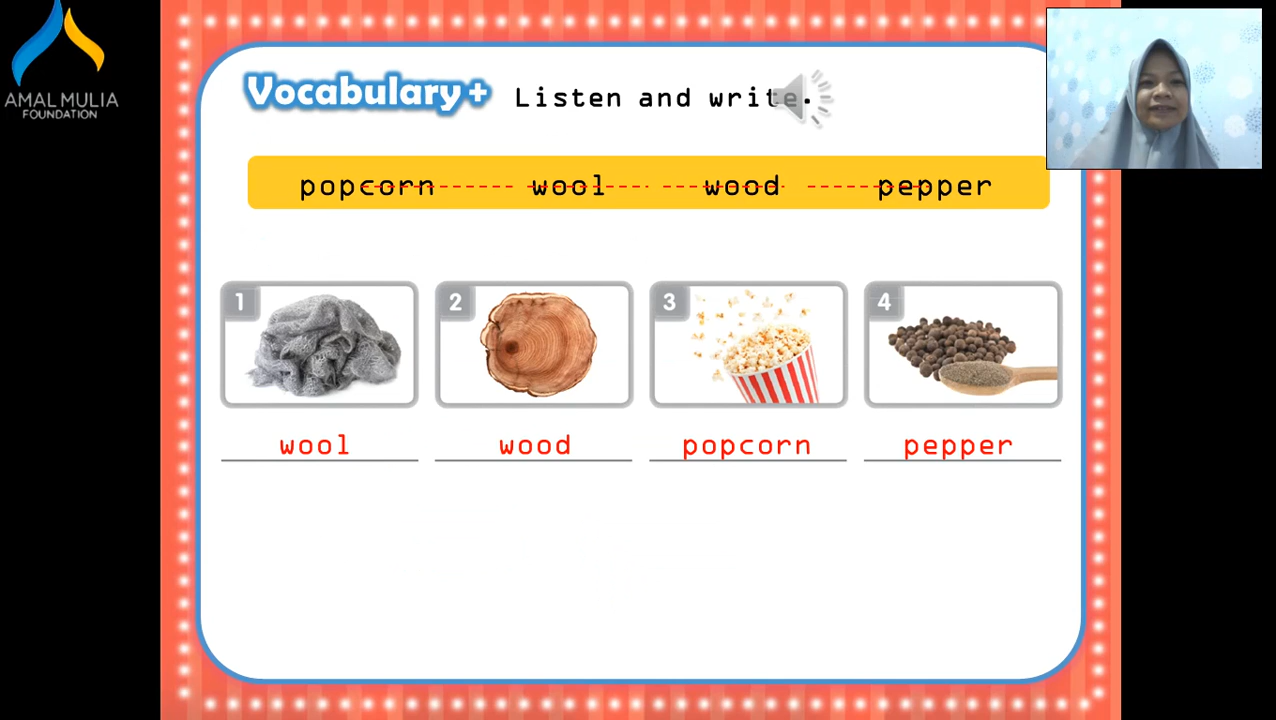 AMAL MULIA
FOUNDATION
Vocabulary+ Listen and write.
popcorn wool wood pepper
1 2 3 4
wool wood popcorn pepper